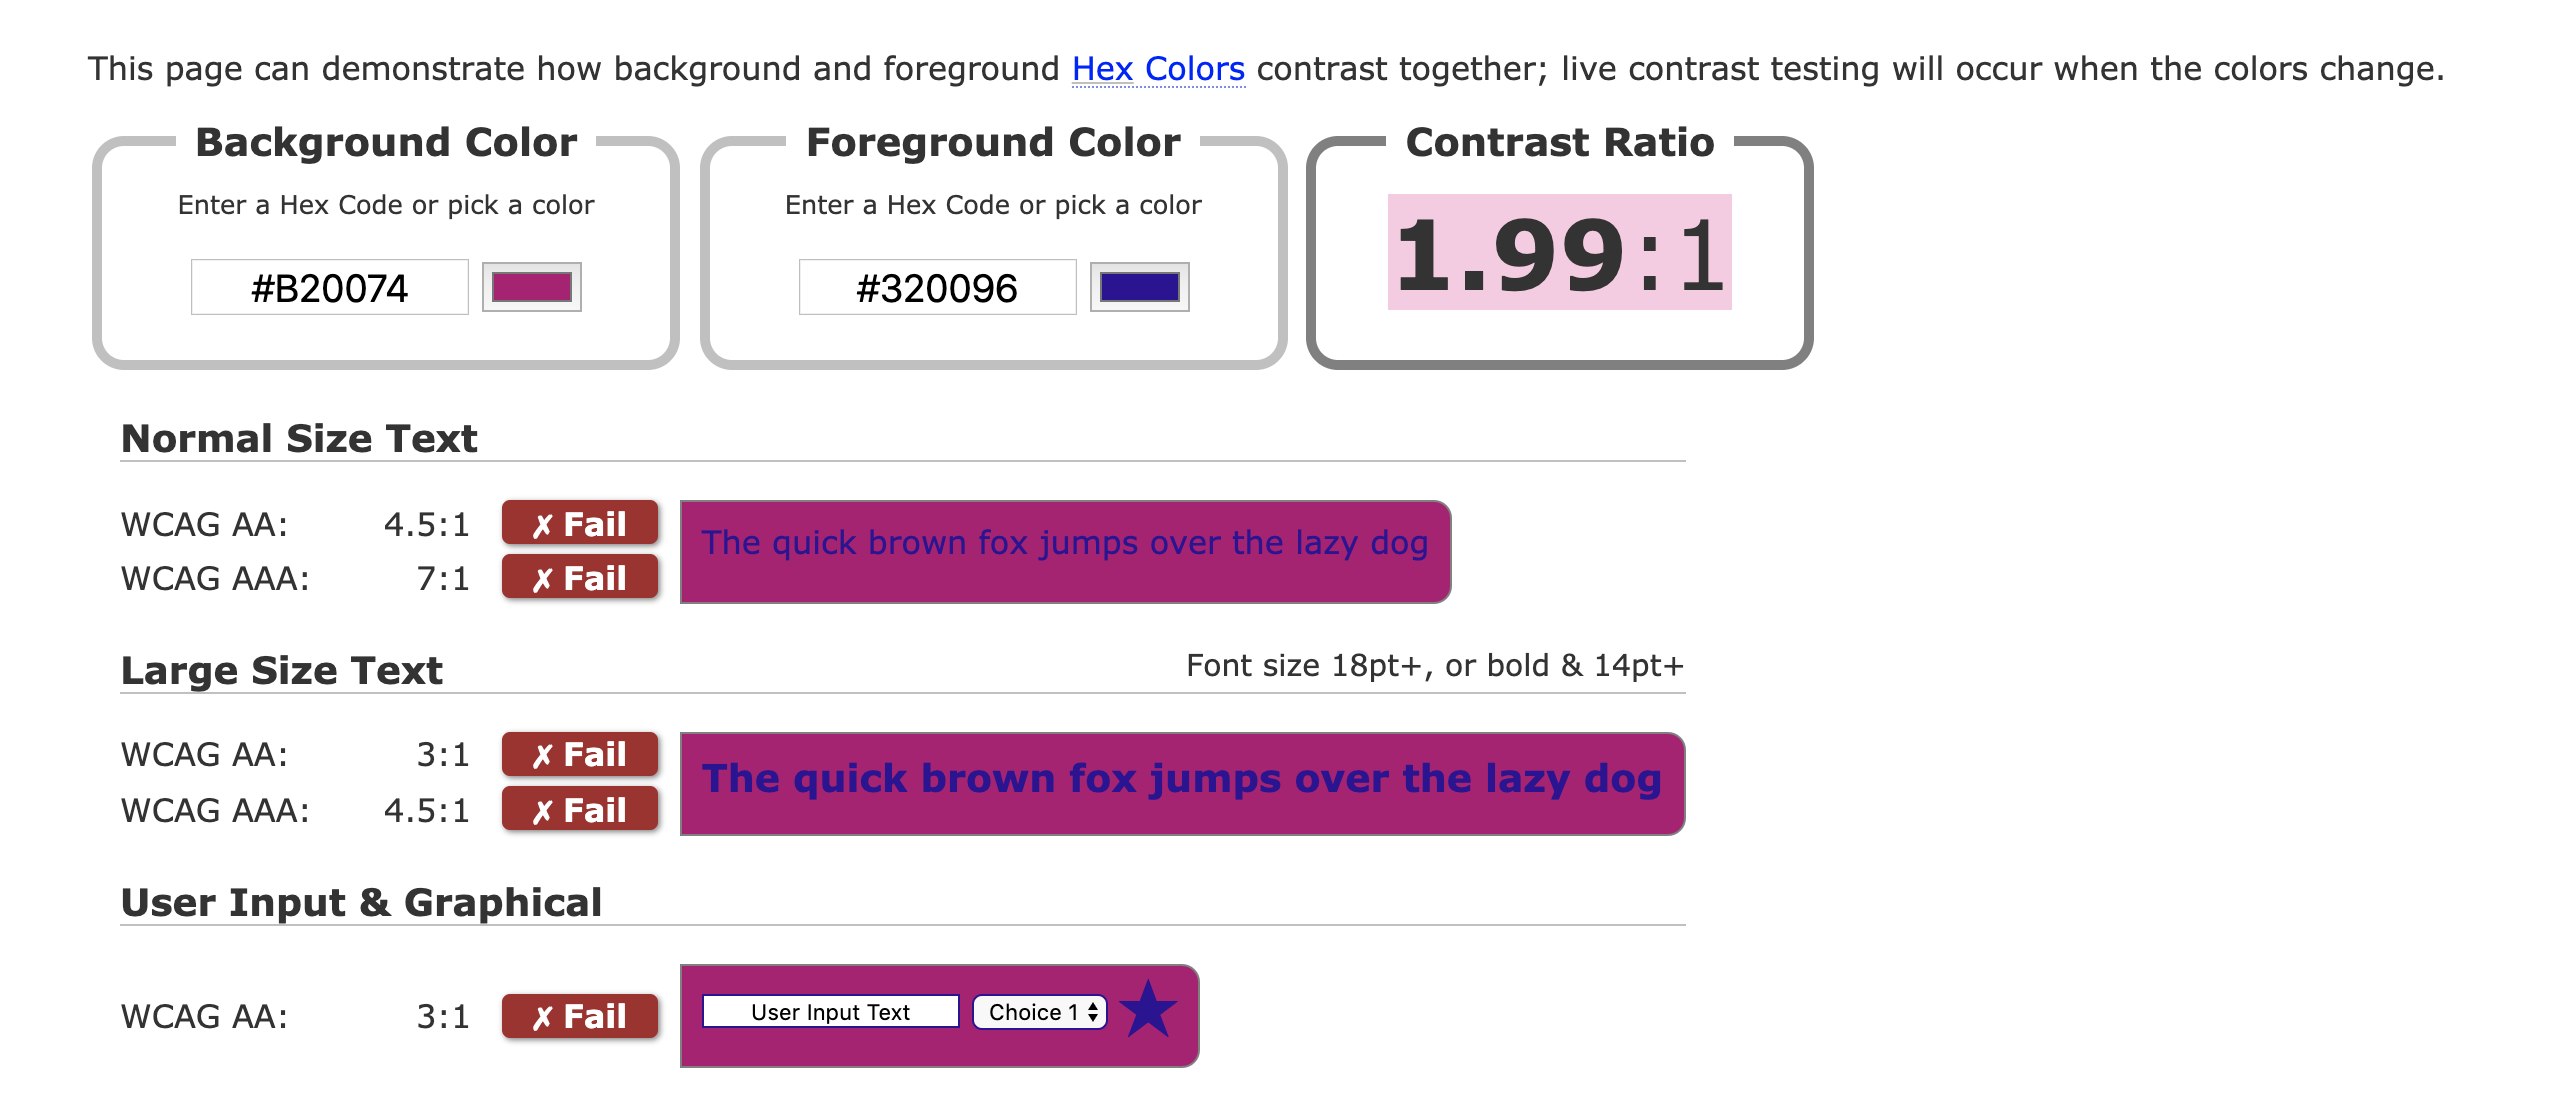 This page can demonstrate how background and foreground Hex Colors contrast together; live contrast testing will occur when the colors change.
Background Color
Enter a Hex Code or pick a color
#B20074
Foreground Color
Enter a Hex Code or pick a color
#320096
Contrast Ratio
1.99:1
Normal Size Text
WCAG AA: 4.5:1 ✗ Fail
WCAG AAA: 7:1 ✗ Fail
The quick brown fox jumps over the lazy dog
Large Size Text
Font size 18pt+, or bold & 14pt+
WCAG AA: 3:1 ✗ Fail
WCAG AAA: 4.5:1 ✗ Fail
The quick brown fox jumps over the lazy dog
User Input & Graphical
WCAG AA: 3:1 ✗ Fail
User Input Text
Choice 1